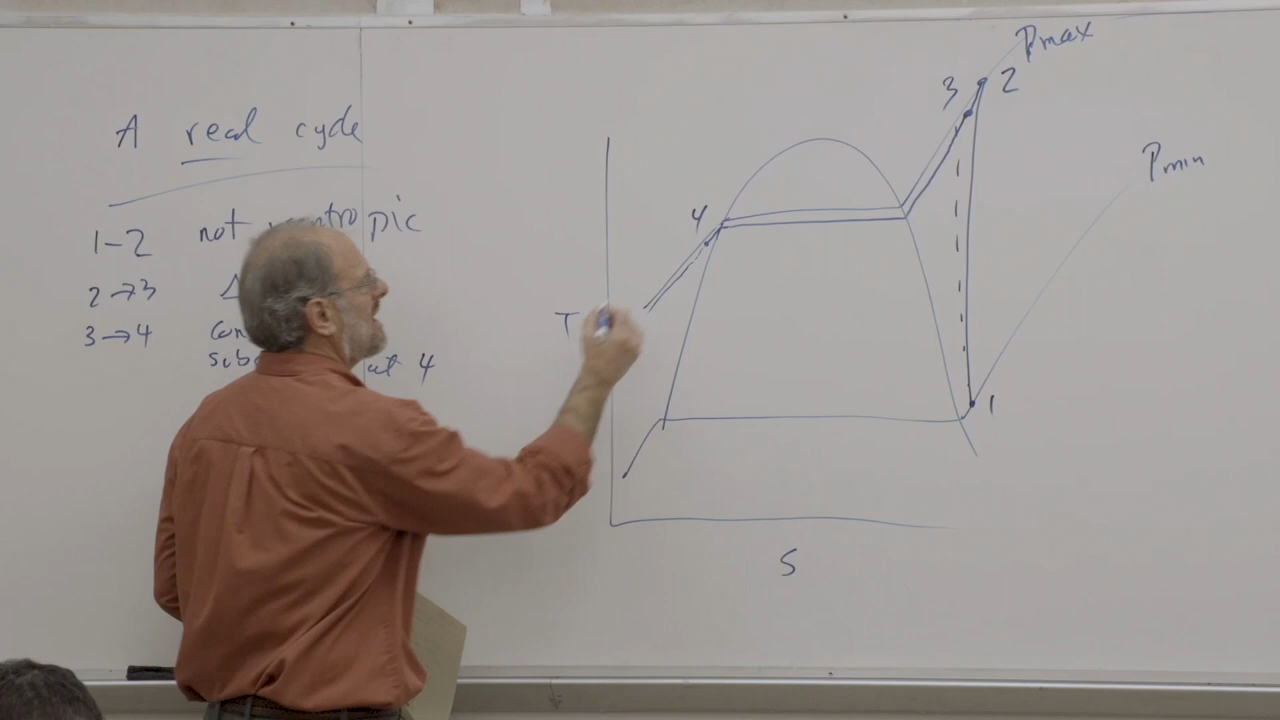 A real cycle
1-2 not
pic
2→3 Δ
3→4
at 4
Pmax
3
2
Pmin
4
T
1
S